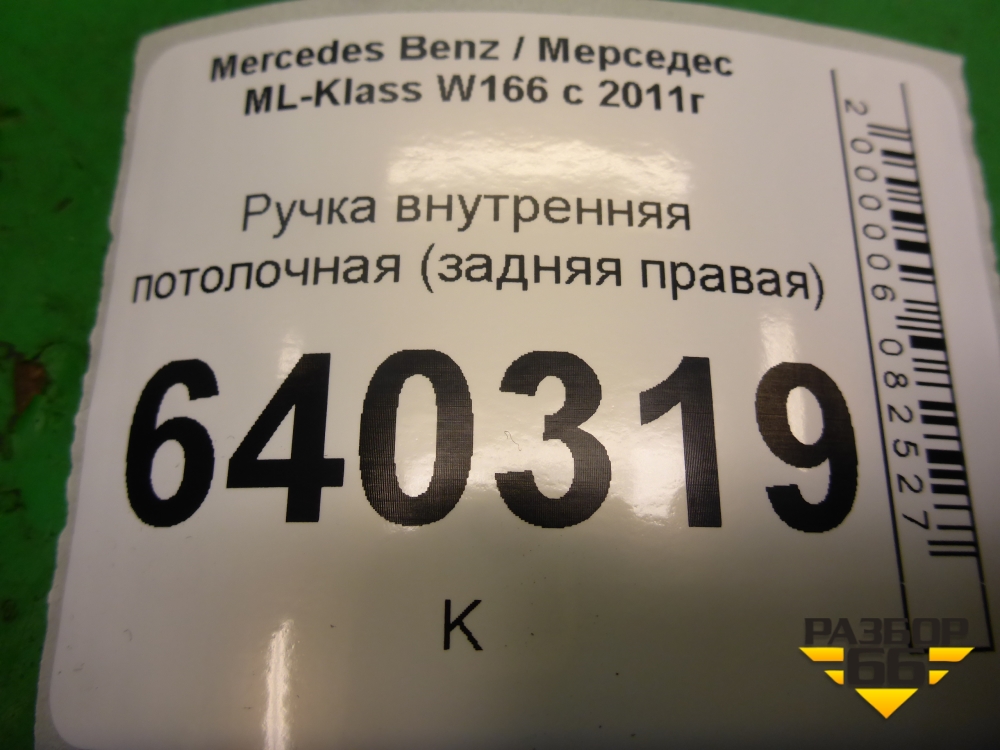 Mercedes Benz / Мерседес
ML-Klass W166 с 2011г
Ручка внутренняя
потолочная (задняя правая)
640319
К
2000006082527
РАЗБОР
66